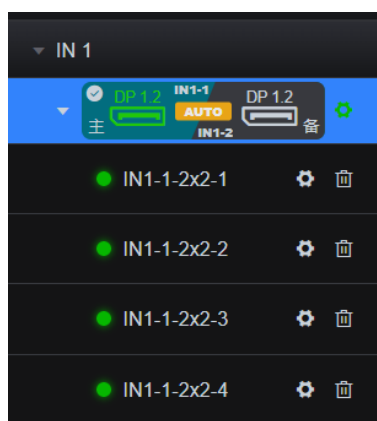 IN 1
DP 1.2 IN1-1 DP 1.2
AUTO
主 IN1-2 备
IN1-1-2x2-1
IN1-1-2x2-2
IN1-1-2x2-3
IN1-1-2x2-4